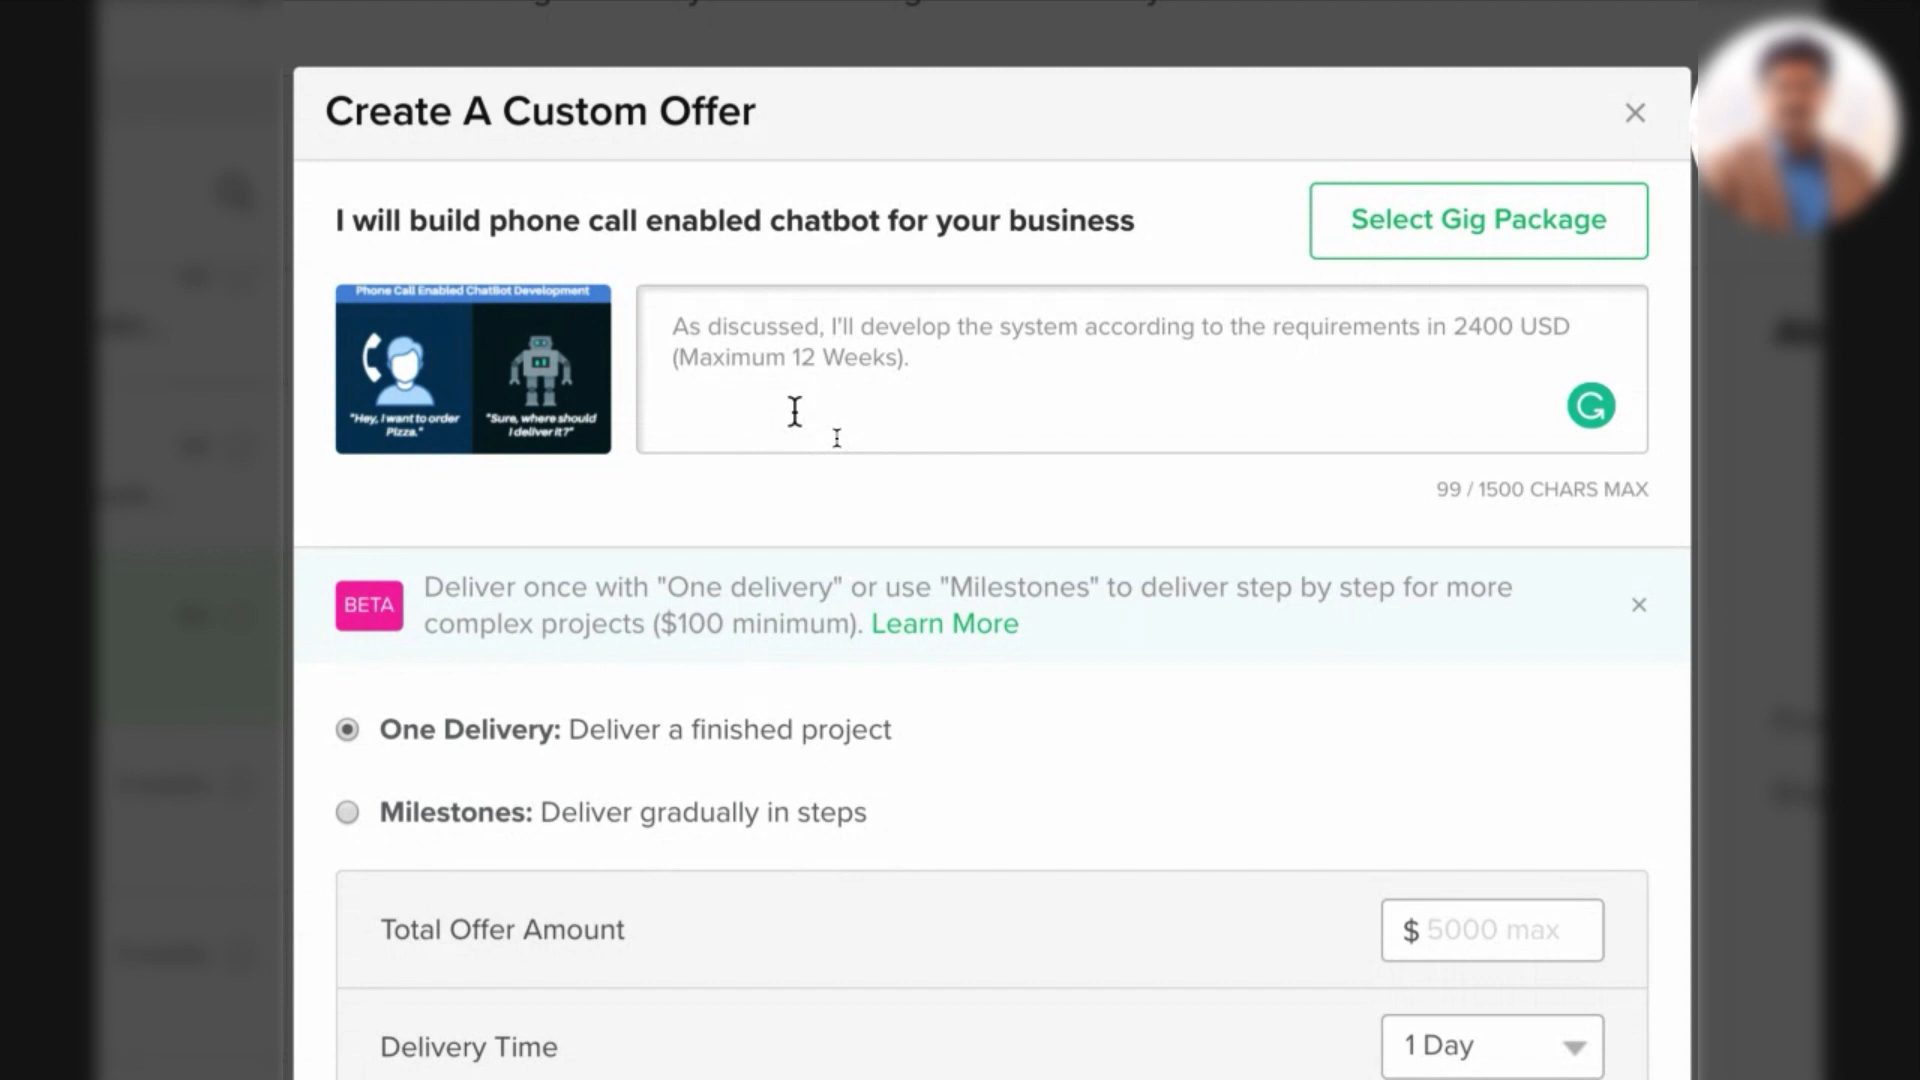 Create A Custom Offer
I will build phone call enabled chatbot for your business
Select Gig Package
Phone Call Enabled ChatBot Development
"Hey, I want to order
Pizza."
"Sure, where should
I deliver it?"
As discussed, I'll develop the system according to the requirements in 2400 USD
(Maximum 12 Weeks).
99 / 1500 CHARS MAX
BETA
Deliver once with "One delivery" or use "Milestones" to deliver step by step for more
complex projects ($100 minimum). Learn More
One Delivery: Deliver a finished project
Milestones: Deliver gradually in steps
Total Offer Amount
$ 5000 max
Delivery Time
1 Day